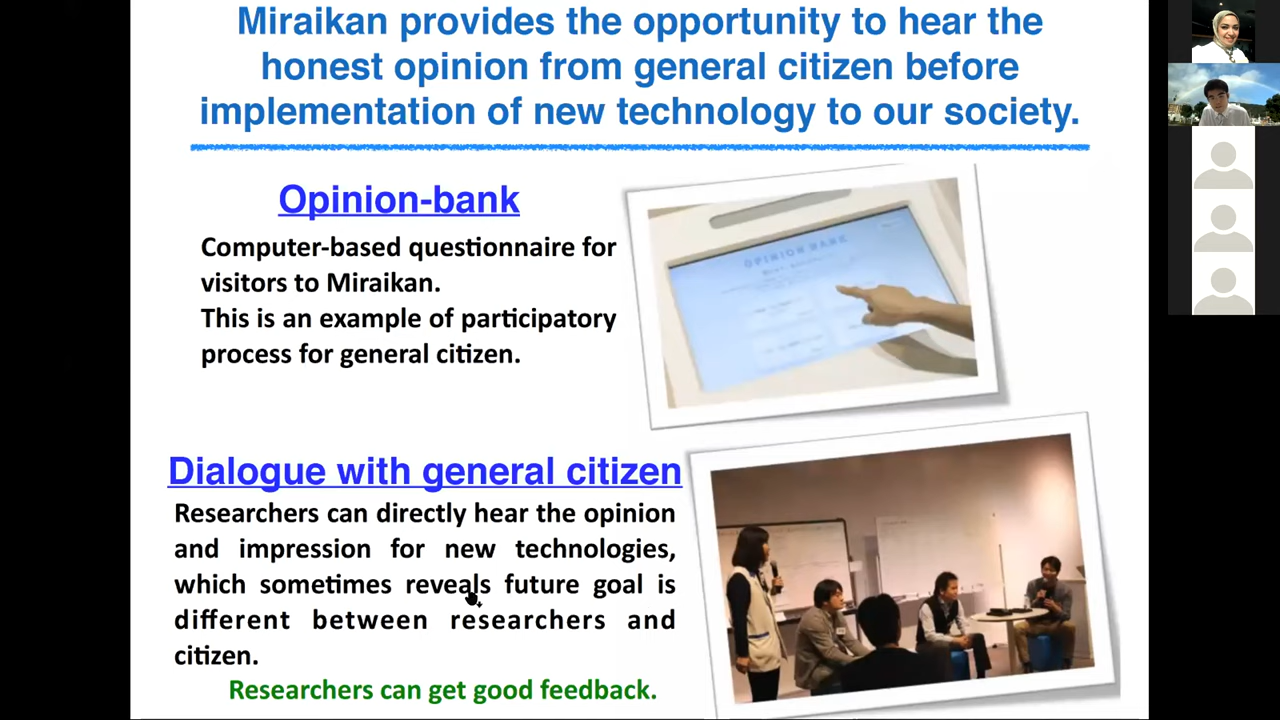 Miraikan provides the opportunity to hear the
honest opinion from general citizen before
implementation of new technology to our society.
Opinion-bank
Computer-based questionnaire for
visitors to Miraikan.
This is an example of participatory
process for general citizen.
OPINION BANK
Dialogue with general citizen
Researchers can directly hear the opinion
and impression for new technologies,
which sometimes reveals future goal is
different between researchers and
citizen.
Researchers can get good feedback.